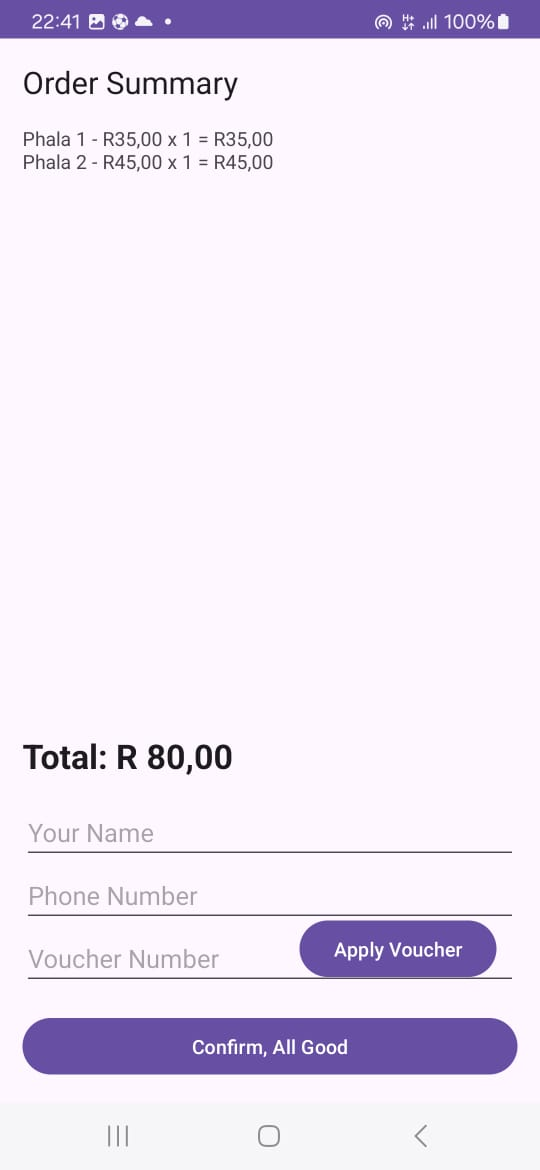 22:41 100%
Order Summary
Phala 1 - R35,00 x 1 = R35,00
Phala 2 - R45,00 x 1 = R45,00
Total: R 80,00
Your Name
Phone Number
Voucher Number Apply Voucher
Confirm, All Good